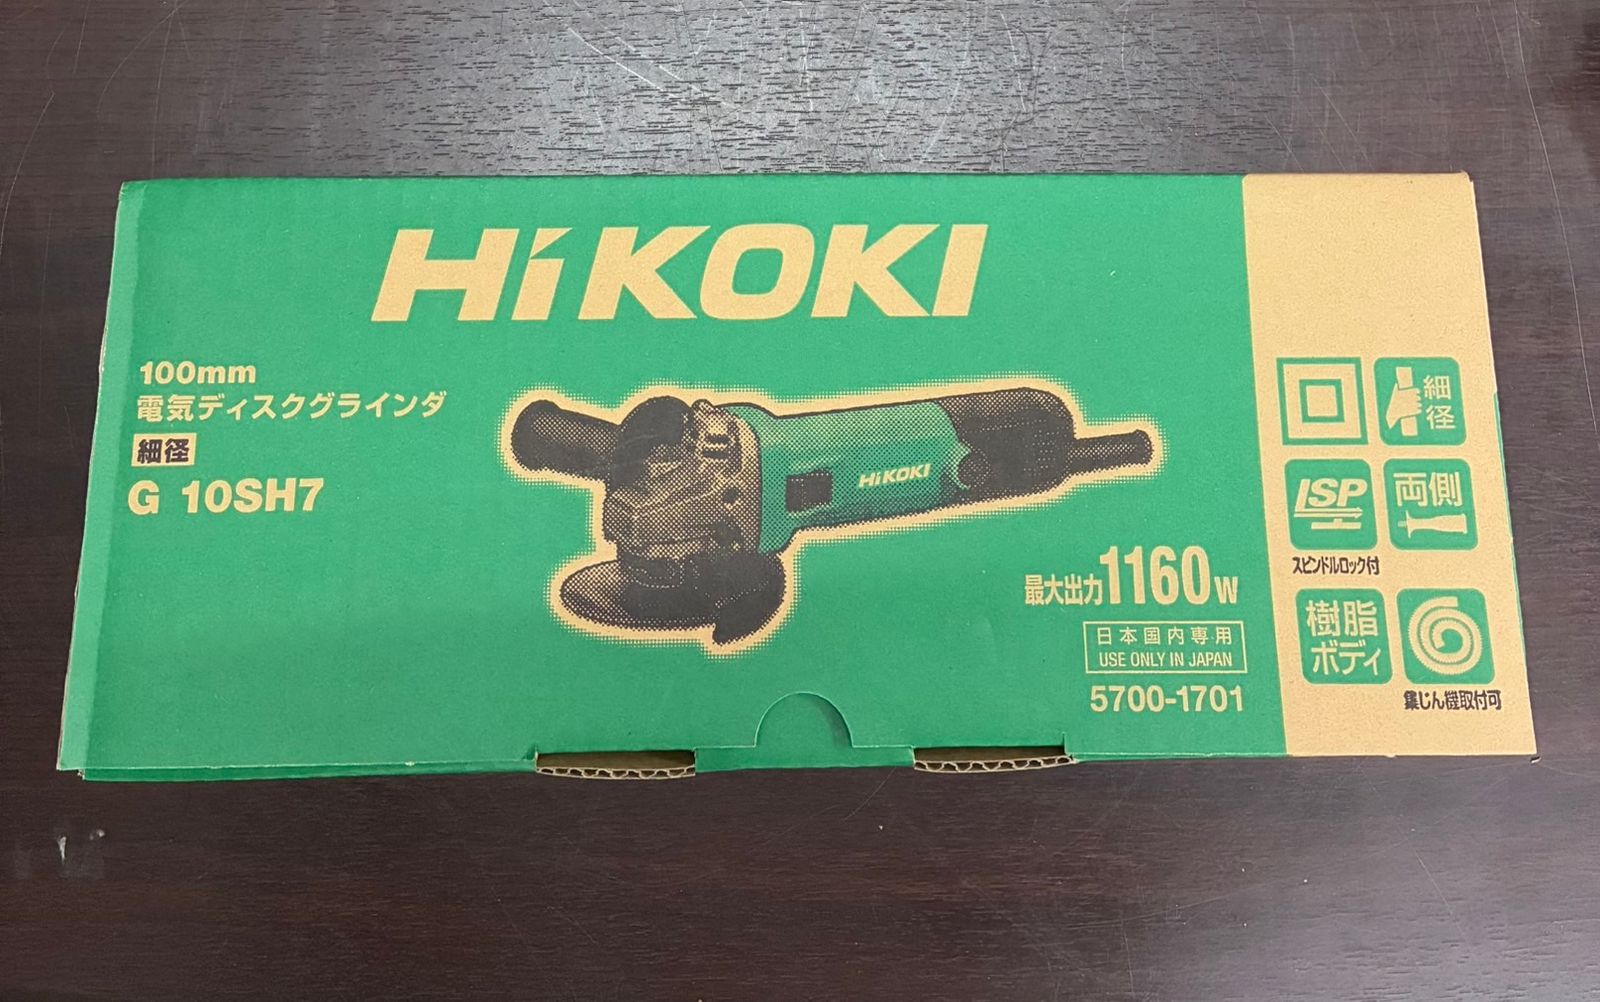 HiKOKI
100mm
電気ディスクグラインダ
細径
G 10SH7
HiKOKI
最大出力1160W
日本国内専用
USE ONLY IN JAPAN
5700-1701
細径
LSP
スピンドルロック付
両側
樹脂
ボディ
集じん機取付可